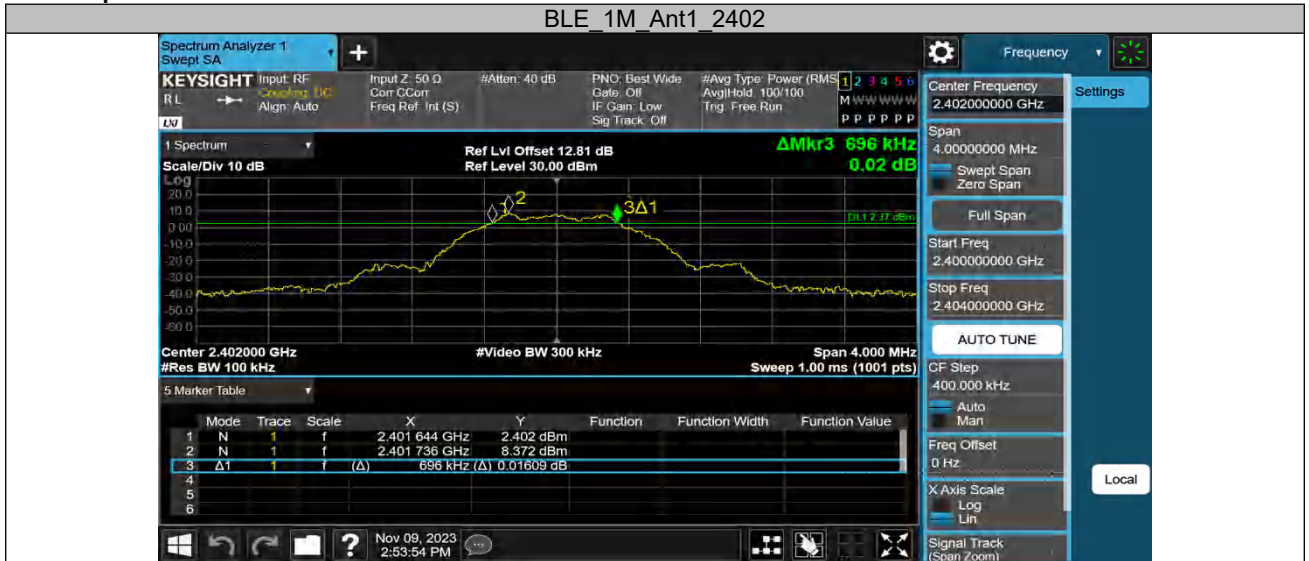 BLE_1M_Ant1_2402
Spectrum Analyzer 1
Swept SA
+
Frequency
KEYSIGHT Input: RF Input Z: 50 Ω #Atten: 40 dB PNO: Best Wide #Avg Type: Power (RMS 1 2 3 4 5 6
RL Coupling: DC Corr CCorr Gate: Off Avg|Hold: 100/100 M W W W W W
Align: Auto Freq Ref: Int (S) IF Gain: Low Trig: Free Run
LXI Sig Track: Off P P P P P P
Center Frequency
2.402000000 GHz
Settings
1 Spectrum
Ref Lvl Offset 12.81 dB
ΔMkr3 696 kHz
Scale/Div 10 dB Ref Level 30.00 dBm 0.02 dB
Log
20.0
10.0
0.00
-10.0
-20.0
-30.0
-40.0
-50.0
-60.0
1 2 3Δ1
DL1 2.37 dBm
Center 2.402000 GHz #Video BW 300 kHz Span 4.000 MHz
#Res BW 100 kHz Sweep 1.00 ms (1001 pts)
Span
4.00000000 MHz
Swept Span
Zero Span
Full Span
Start Freq
2.400000000 GHz
Stop Freq
2.404000000 GHz
AUTO TUNE
CF Step
400.000 kHz
Auto
Man
Freq Offset
0 Hz
X Axis Scale
Log
Lin
Signal Track
(Span Zoom)
Local
5 Marker Table
Mode Trace Scale X Y Function Function Width Function Value
1 N 1 f 2.401 644 GHz 2.402 dBm
2 N 1 f 2.401 736 GHz 8.372 dBm
3 Δ1 1 f (Δ) 696 kHz (Δ) 0.01609 dB
4
5
6
? Nov 09, 2023
2:53:54 PM